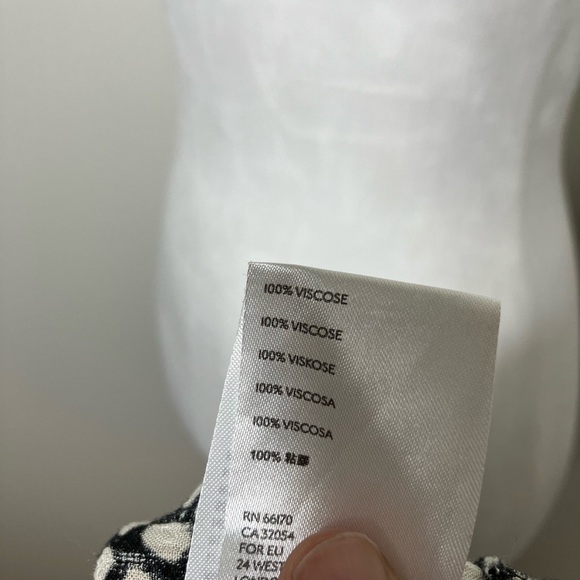 100% VISCOSE
100% VISCOSE
100% VISKOSE
100% VISCOSA
100% VISCOSA
100% 粘膠
RN 66170
CA 32054
FOR EU
24 WEST